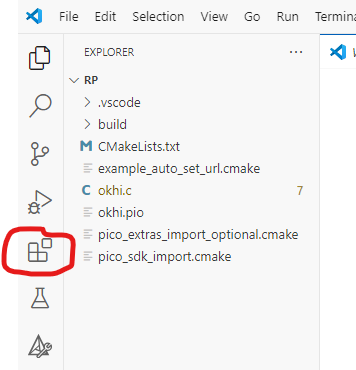 File Edit Selection View Go Run Termina
EXPLORER ...
RP
.vscode
build
CMakeLists.txt
example_auto_set_url.cmake
okhi.c 7
okhi.pio
pico_extras_import_optional.cmake
pico_sdk_import.cmake